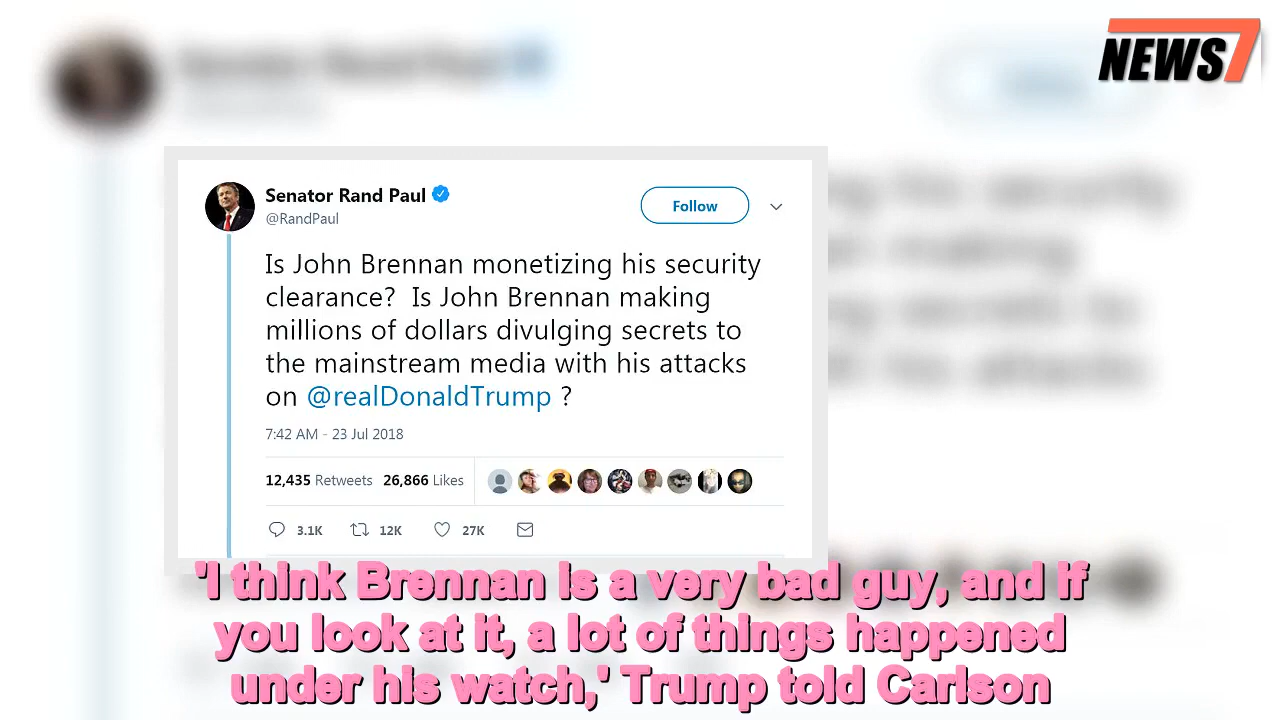 NEWS7
Senator Rand Paul
@RandPaul
Follow
Is John Brennan monetizing his security
clearance?  Is John Brennan making
millions of dollars divulging secrets to
the mainstream media with his attacks
on @realDonaldTrump ?
7:42 AM - 23 Jul 2018
12,435 Retweets 26,866 Likes
3.1K 12K 27K
'I think Brennan is a very bad guy, and if
you look at it, a lot of things happened
under his watch,' Trump told Carlson